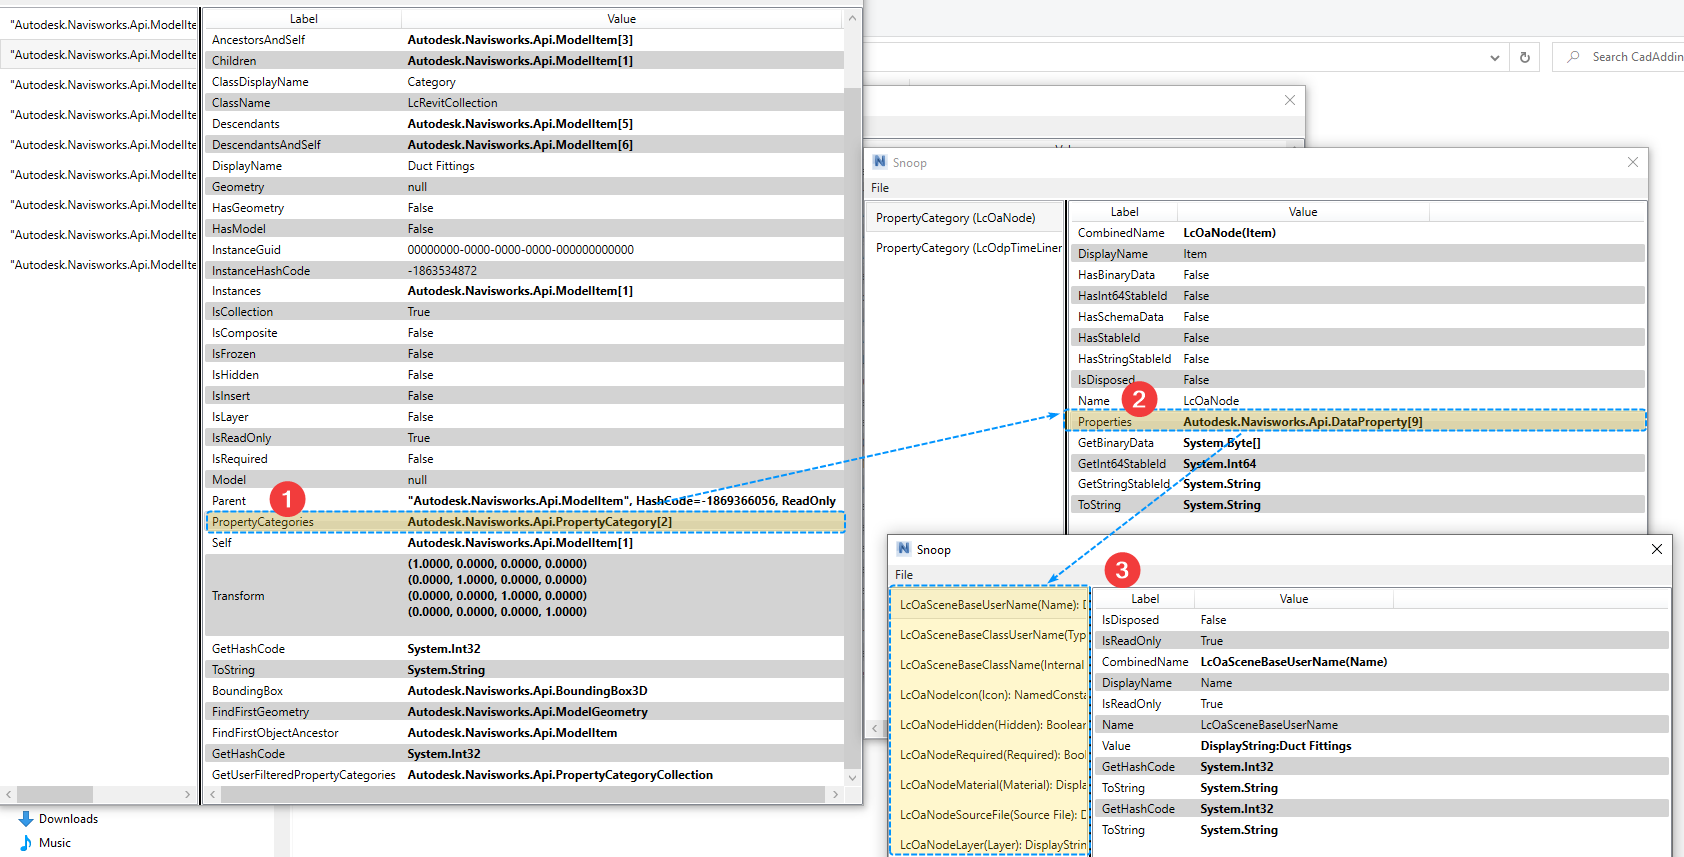 "Autodesk.Navisworks.Api.ModelIte
"Autodesk.Navisworks.Api.ModelIte
"Autodesk.Navisworks.Api.ModelIte
"Autodesk.Navisworks.Api.ModelIte
"Autodesk.Navisworks.Api.ModelIte
"Autodesk.Navisworks.Api.ModelIte
"Autodesk.Navisworks.Api.ModelIte
"Autodesk.Navisworks.Api.ModelIte
"Autodesk.Navisworks.Api.ModelIte
Label Value
AncestorsAndSelf Autodesk.Navisworks.Api.ModelItem[3]
Children Autodesk.Navisworks.Api.ModelItem[1]
ClassDisplayName Category
ClassName LcRevitCollection
Descendants Autodesk.Navisworks.Api.ModelItem[5]
DescendantsAndSelf Autodesk.Navisworks.Api.ModelItem[6]
DisplayName Duct Fittings
Geometry null
HasGeometry False
HasModel False
InstanceGuid 00000000-0000-0000-0000-000000000000
InstanceHashCode -1863534872
Instances Autodesk.Navisworks.Api.ModelItem[1]
IsCollection True
IsComposite False
IsFrozen False
IsHidden False
IsInsert False
IsLayer False
IsReadOnly True
IsRequired False
Model null
Parent 1 "Autodesk.Navisworks.Api.ModelItem", HashCode=-1869366056, ReadOnly
PropertyCategories Autodesk.Navisworks.Api.PropertyCategory[2]
Self Autodesk.Navisworks.Api.ModelItem[1]
Transform (1.0000, 0.0000, 0.0000, 0.0000)
(0.0000, 1.0000, 0.0000, 0.0000)
(0.0000, 0.0000, 1.0000, 0.0000)
(0.0000, 0.0000, 0.0000, 1.0000)
GetHashCode System.Int32
ToString System.String
BoundingBox Autodesk.Navisworks.Api.BoundingBox3D
FindFirstGeometry Autodesk.Navisworks.Api.ModelGeometry
FindFirstObjectAncestor Autodesk.Navisworks.Api.ModelItem
GetHashCode System.Int32
GetUserFilteredPropertyCategories Autodesk.Navisworks.Api.PropertyCategoryCollection
Downloads
Music
Search CadAddin
N Snoop
File
PropertyCategory (LcOaNode)
PropertyCategory (LcOdpTimeLiner
Label Value
CombinedName LcOaNode(Item)
DisplayName Item
HasBinaryData False
HasInt64StableId False
HasSchemaData False
HasStableId False
HasStringStableId False
IsDisposed False
Name 2 LcOaNode
Properties Autodesk.Navisworks.Api.DataProperty[9]
GetBinaryData System.Byte[]
GetInt64StableId System.Int64
GetStringStableId System.String
ToString System.String
N Snoop
File
3
LcOaSceneBaseUserName(Name): D
LcOaSceneBaseClassUserName(Typ
LcOaSceneBaseClassName(Internal
LcOaNodeIcon(Icon): NamedConsta
LcOaNodeHidden(Hidden): Boolear
LcOaNodeRequired(Required): Boo
LcOaNodeMaterial(Material): Displa
LcOaNodeSourceFile(Source File): D
LcOaNodeLayer(Layer): DisplayStrin
Label Value
IsDisposed False
IsReadOnly True
CombinedName LcOaSceneBaseUserName(Name)
DisplayName Name
IsReadOnly True
Name LcOaSceneBaseUserName
Value DisplayString:Duct Fittings
GetHashCode System.Int32
ToString System.String
GetHashCode System.Int32
ToString System.String